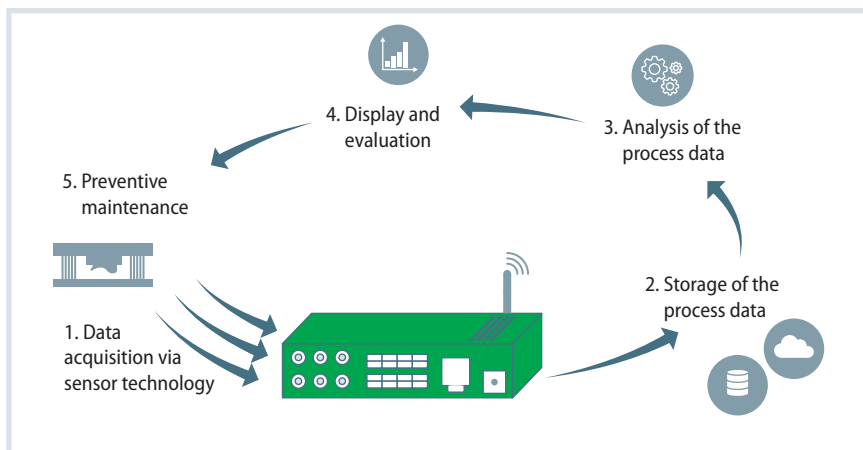 1. Data
acquisition via
sensor technology
2. Storage of the
process data
3. Analysis of the
process data
4. Display and
evaluation
5. Preventive
maintenance